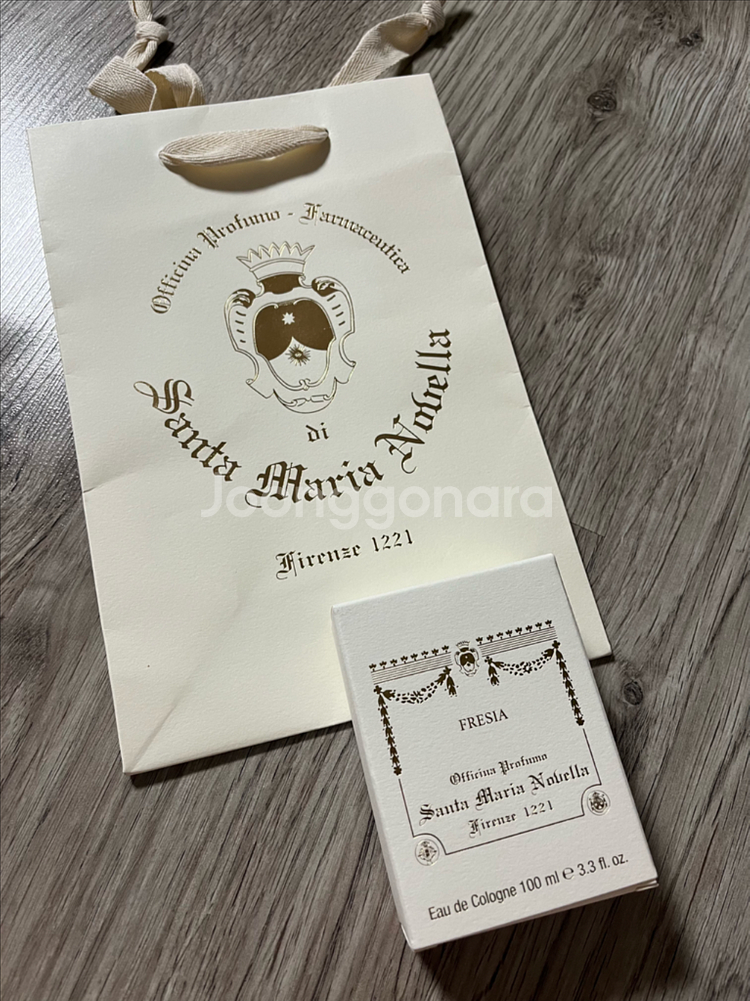 Officina Profumo - Farmaceutica
di
Santa Maria Novella
Firenze 1221
Joonggonara
FRESIA
Officina Profumo
Santa Maria Novella
Firenze 1221
Eau de Cologne 100 ml ℮ 3.3 fl. oz.